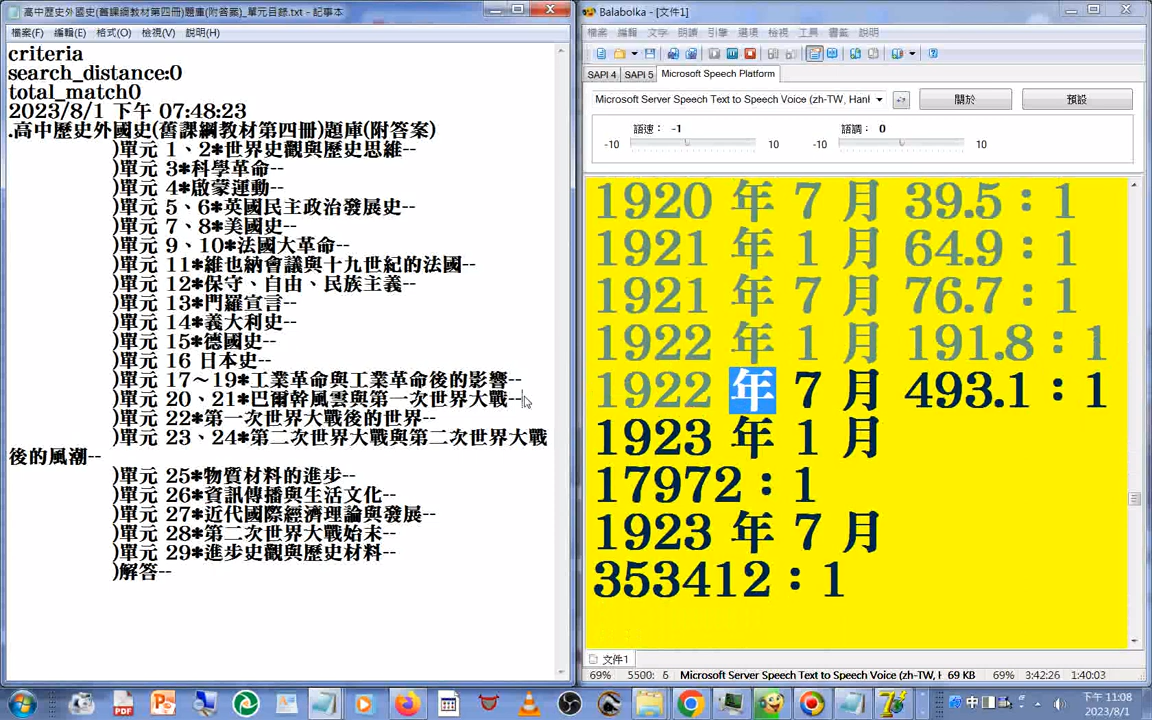 高中歷史外國史(舊課綱教材第四冊)題庫(附答案)_單元目錄.txt - 記事本
檔案(F) 編輯(E) 格式(O) 檢視(V) 說明(H)
criteria
search_distance:0
total_match0
2023/8/1 下午 07:48:23
.高中歷史外國史(舊課綱教材第四冊)題庫(附答案)
)單元 1、2*世界史觀與歷史思維--
)單元 3*科學革命--
)單元 4*啟蒙運動--
)單元 5、6*英國民主政治發展史--
)單元 7、8*美國史--
)單元 9、10*法國大革命--
)單元 11*維也納會議與十九世紀的法國--
)單元 12*保守、自由、民族主義--
)單元 13*門羅宣言--
)單元 14*義大利史--
)單元 15*德國史--
)單元 16 日本史--
)單元 17～19*工業革命與工業革命後的影響--
)單元 20、21*巴爾幹風雲與第一次世界大戰--
)單元 22*第一次世界大戰後的世界--
)單元 23、24*第二次世界大戰與第二次世界大戰
後的風潮--
)單元 25*物質材料的進步--
)單元 26*資訊傳播與生活文化--
)單元 27*近代國際經濟理論與發展--
)單元 28*第二次世界大戰始末--
)單元 29*進步史觀與歷史材料--
)解答--
Balabolka - [文件1]
檔案 編輯 文字 朗讀 引擎 選項 檢視 工具 書籤 說明
SAPI 4 SAPI 5 Microsoft Speech Platform
Microsoft Server Speech Text to Speech Voice (zh-TW, Hanl 關於 預設
語速： -1 語調： 0
-10 10 -10 10
1920 年 7 月 39.5：1
1921 年 1 月 64.9：1
1921 年 7 月 76.7：1
1922 年 1 月 191.8：1
1922 年 7 月 493.1：1
1923 年 1 月
17972：1
1923 年 7 月
353412：1
文件1
69% 5500: 6 Microsoft Server Speech Text to Speech Voice (zh-TW, H 69 KB 69% 3:42:26 1:40:03
中 下午 11:08
2023/8/1